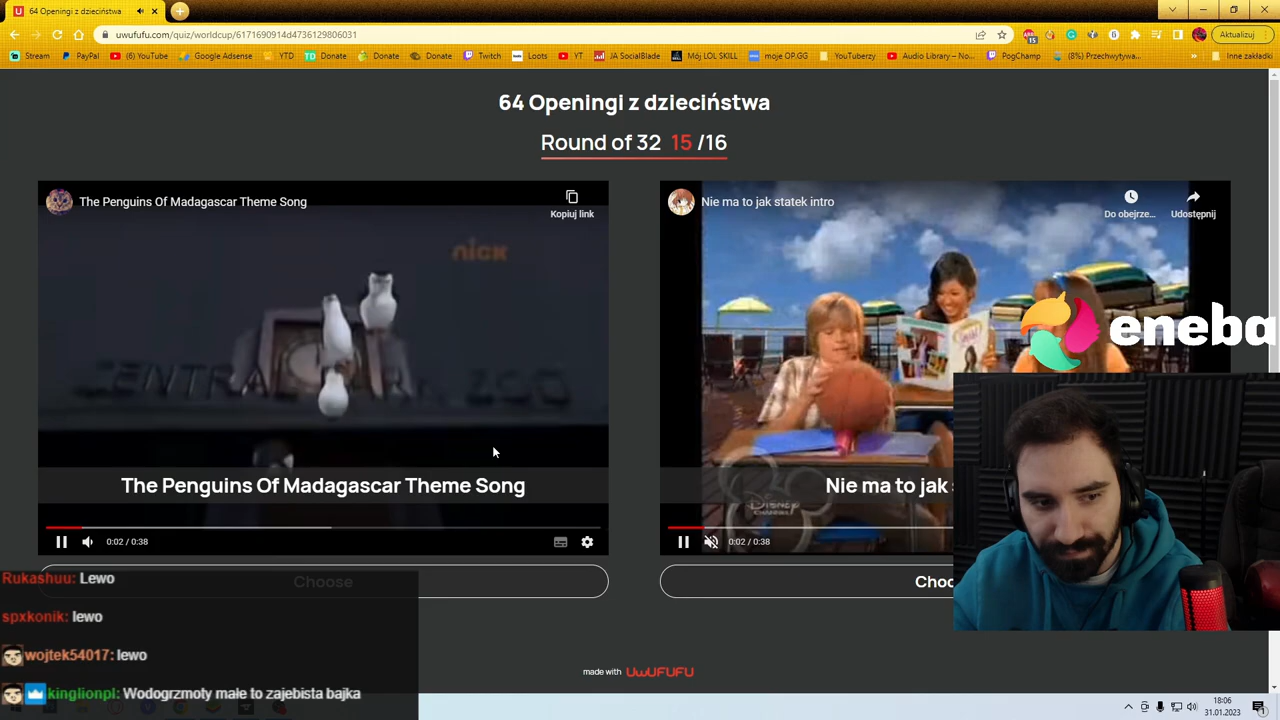 64 Openingi z dzieciństwa
uwufufu.com/quiz/worldcup/6171690914d4736129806031
Aktualizuj
Stream
PayPal
(6) YouTube
Google Adsense
YTD
Donate
Donate
Donate
Twitch
Loots
YT
JA SocialBlade
Mój LOL SKILL
moje OP.GG
YouTuberzy
Audio Library – No...
PogChamp
(8%) Przechwytywa...
Inne zakładki
64 Openingi z dzieciństwa
Round of 32 15 /16
The Penguins Of Madagascar Theme Song
Kopiuj link
nick
The Penguins Of Madagascar Theme Song
0:02 / 0:38
Choose
Nie ma to jak statek intro
Do obejrze...
Udostępnij
eneba
Nie ma to jak
Disney
0:02 / 0:38
Choo
Rukashuu: Lewo
spxkonik: lewo
wojtek54017: lewo
kinglionpl: Wodogrzmoty małe to zajebista bajka
made with UwUFUFU
18:06
31.01.2023